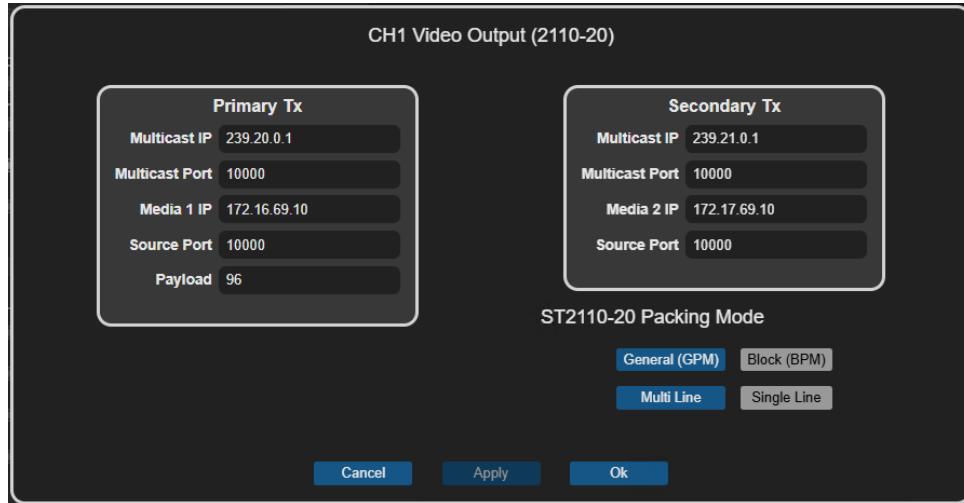 CH1 Video Output (2110-20)
Primary Tx
Multicast IP 239.20.0.1
Multicast Port 10000
Media 1 IP 172.16.69.10
Source Port 10000
Payload 96
Secondary Tx
Multicast IP 239.21.0.1
Multicast Port 10000
Media 2 IP 172.17.69.10
Source Port 10000
ST2110-20 Packing Mode
General (GPM) Block (BPM)
Multi Line Single Line
Cancel Apply Ok